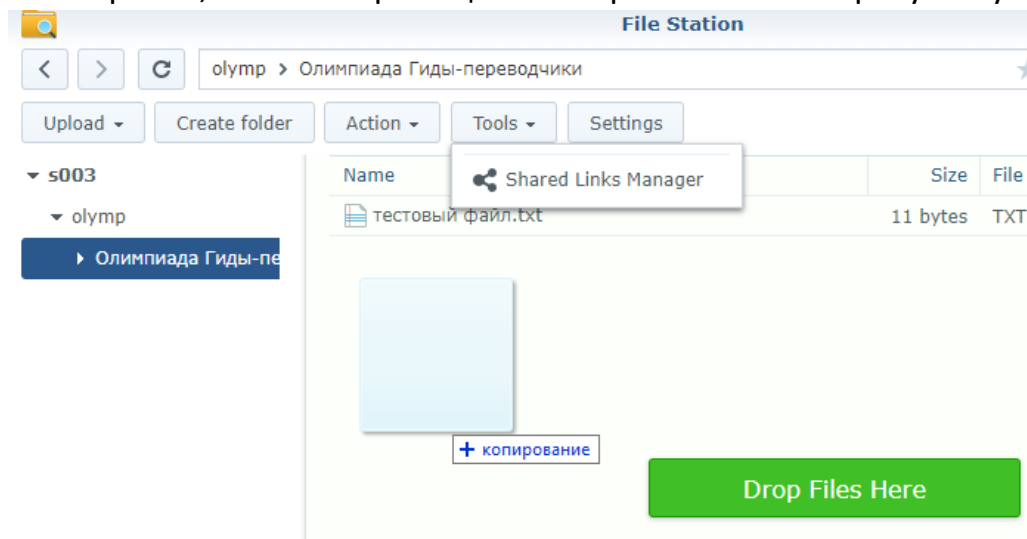 File Station
olymp > Олимпиада Гиды-переводчики
Upload Create folder Action Tools Settings
s003 Name Shared Links Manager Size File
olymp тестовый файл.txt 11 bytes TXT
Олимпиада Гиды-пе
+ копирование
Drop Files Here